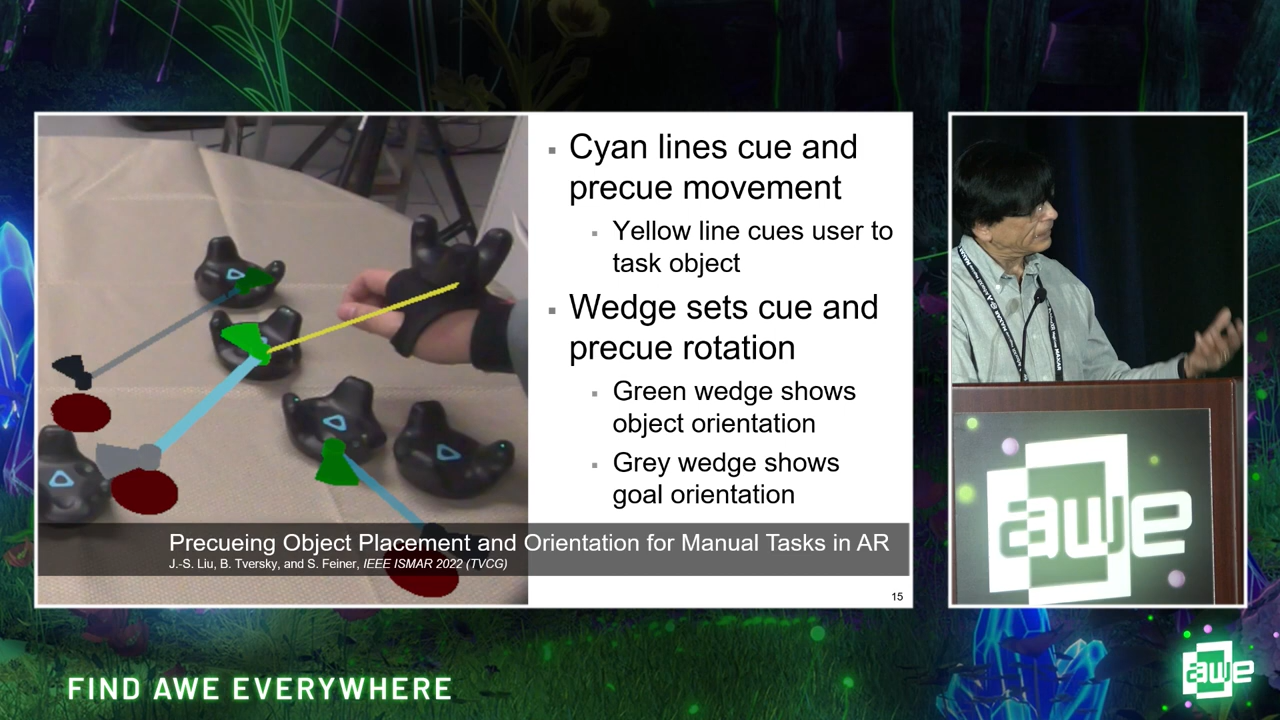 Cyan lines cue and
precue movement
Yellow line cues user to
task object
Wedge sets cue and
precue rotation
Green wedge shows
object orientation
Grey wedge shows
goal orientation
Precueing Object Placement and Orientation for Manual Tasks in AR
J.-S. Liu, B. Tversky, and S. Feiner, IEEE ISMAR 2022 (TVCG)
15
awe
FIND AWE EVERYWHERE
awe